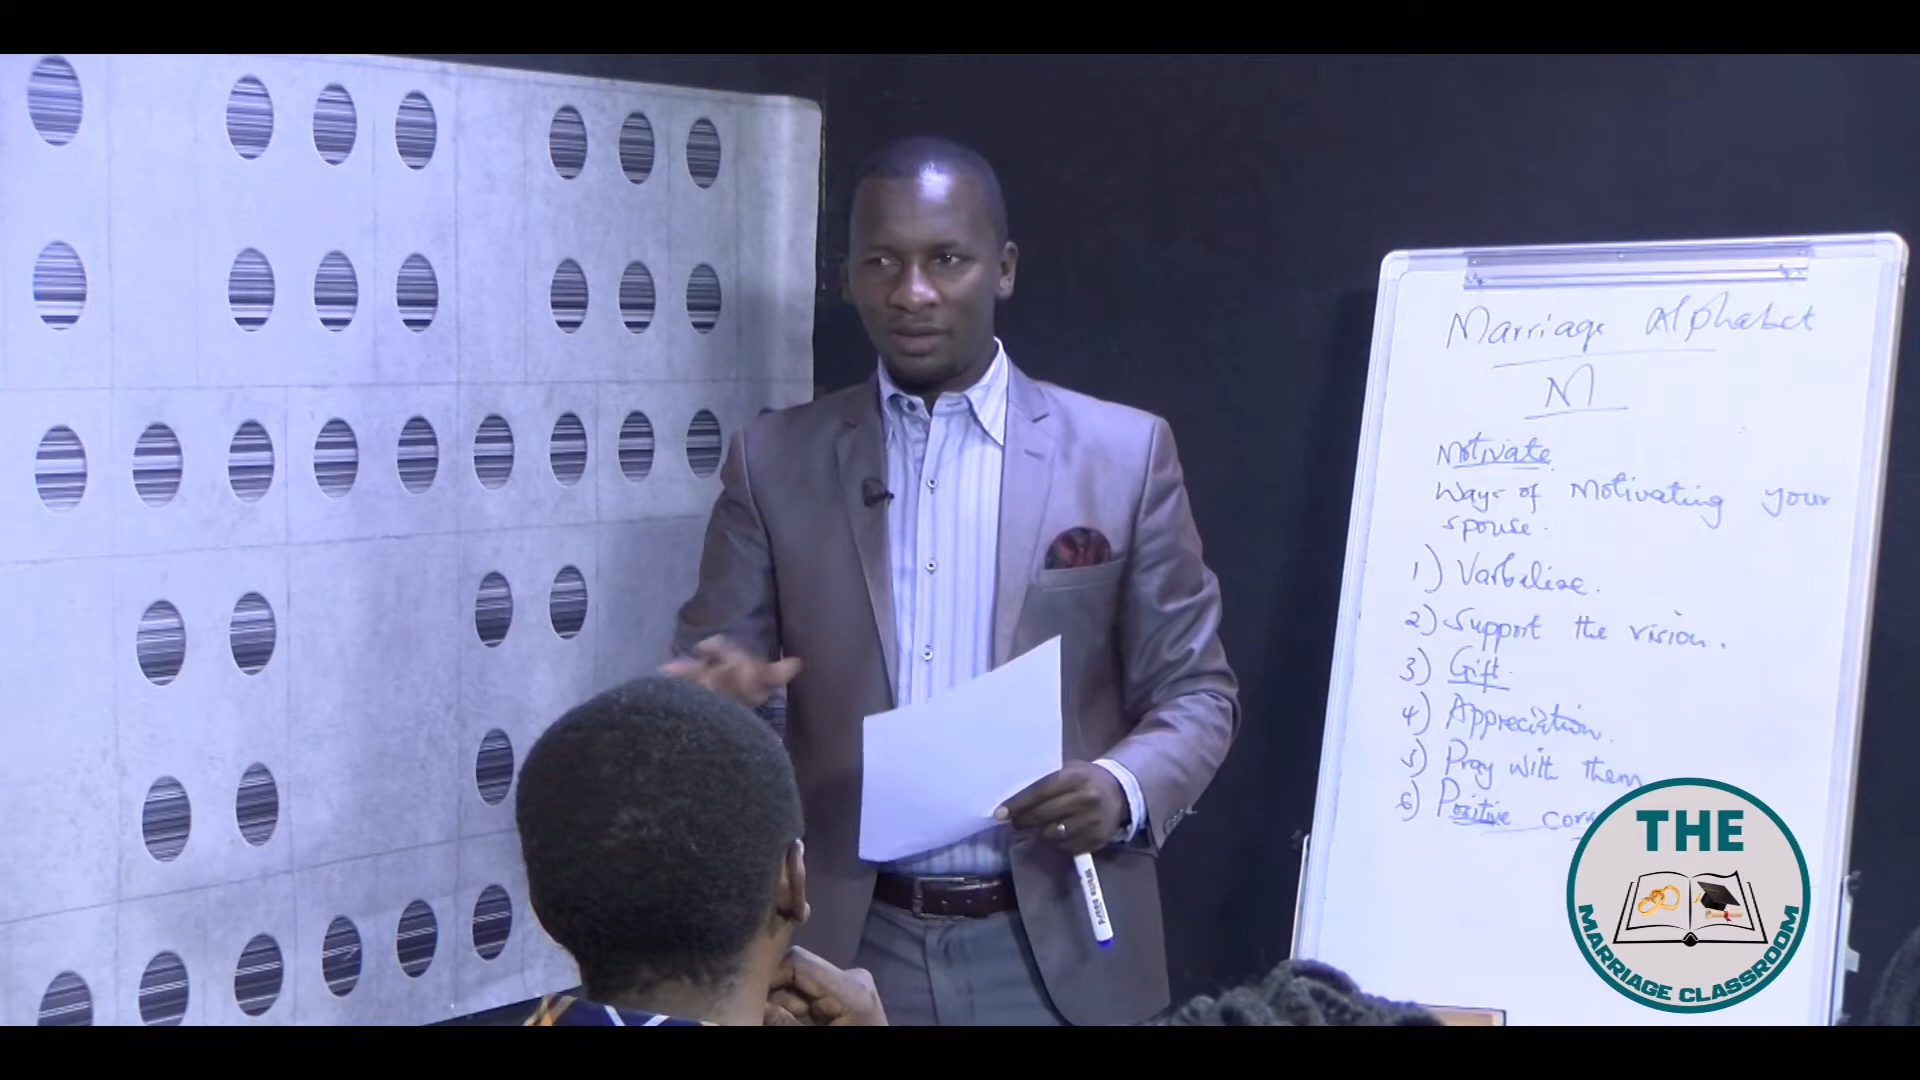 Marriage Alphabet
M
Motivate
Ways of Motivating your
spouse.
1) Varbelise.
2) Support the vision.
3) Gift.
4) Appreciation.
5) Pray with them
6) Positive
THE
MARRIAGE CLASSROOM